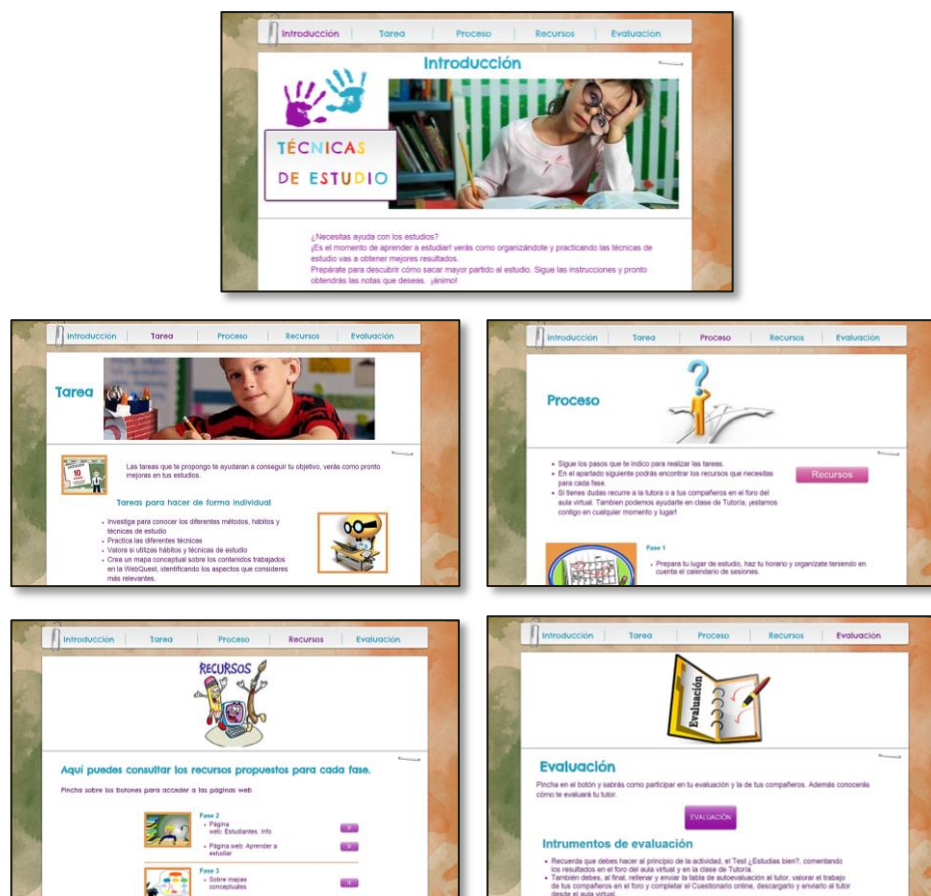 Introducción Tarea Proceso Recursos Evaluación
Introducción
TÉCNICAS
DE ESTUDIO
¿Necesitas ayuda con los estudios?
¡Es el momento de aprender a estudiar! verás como organizándote y practicando las técnicas de
estudio vas a obtener mejores resultados.
Prepárate para descubrir cómo sacar mayor partido al estudio. Sigue las instrucciones y pronto
obtendrás las notas que deseas. ¡ánimo!
Introducción Tarea Proceso Recursos Evaluación
Tarea
Las tareas que te propongo te ayudaran a conseguir tu objetivo, verás como pronto
mejoras en tus estudios.
Tareas para hacer de forma individual
Investiga para conocer los diferentes métodos, hábitos y
técnicas de estudio
Practica las diferentes técnicas
Valora si utilizas hábitos y técnicas de estudio
Crea un mapa conceptual sobre los contenidos trabajados
en la WebQuest, identificando los aspectos que consideres
más relevantes.
Introducción Tarea Proceso Recursos Evaluación
Proceso
Sigue los pasos que te indico para realizar las tareas.
En el apartado siguiente podrás encontrar los recursos que necesitas
para cada fase.
Si tienes dudas recurre a la tutora o a tus compañeros en el foro del
aula virtual. Tambien podemos ayudarte en clase de Tutoría, ¡estamos
contigo en cualquier momento y lugar!
Recursos
Fase 1
Prepara tu lugar de estudio, haz tu horario y organízate teniendo en
cuenta el calendario de sesiones.
Introducción Tarea Proceso Recursos Evaluación
RECURSOS
Aquí puedes consultar los recursos propuestos para cada fase.
Pincha sobre los botones para acceder a las páginas web
Fase 2
Página
web: Estudiantes. Info
Ir
Página web: Aprender a
estudiar
Ir
Fase 3
Sobre mapas
conceptuales
Ir
Introducción Tarea Proceso Recursos Evaluación
Evaluación
Evaluación
Pincha en el botón y sabrás como participar en tu evaluación y la de tus compañeros. Además conocerás
cómo te evaluará tu tutor.
EVALUACIÓN
Intrumentos de evaluación
Recuerda que debes hacer al principio de la actividad, el Test ¿Estudias bien?, comentando
los resultados en el foro del aula virtual y en la clase de Tutoría.
También debes, al final, rellenar y enviar la tabla de autoevaluación al tutor, valorar el trabajo
de tus compañeros en el foro y completar el Cuestionario online, descargarlo y enviarlo al tutor
desde el aula virtual.